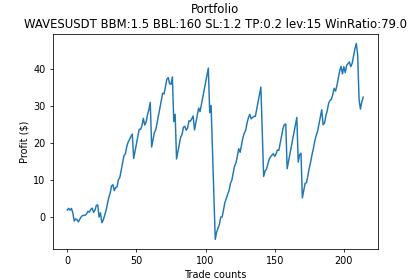 Portfolio
WAVESUSDT BBM:1.5 BBL:160 SL:1.2 TP:0.2 lev:15 WinRatio:79.0
Profit ($)
40
30
20
10
0
0 50 100 150 200
Trade counts